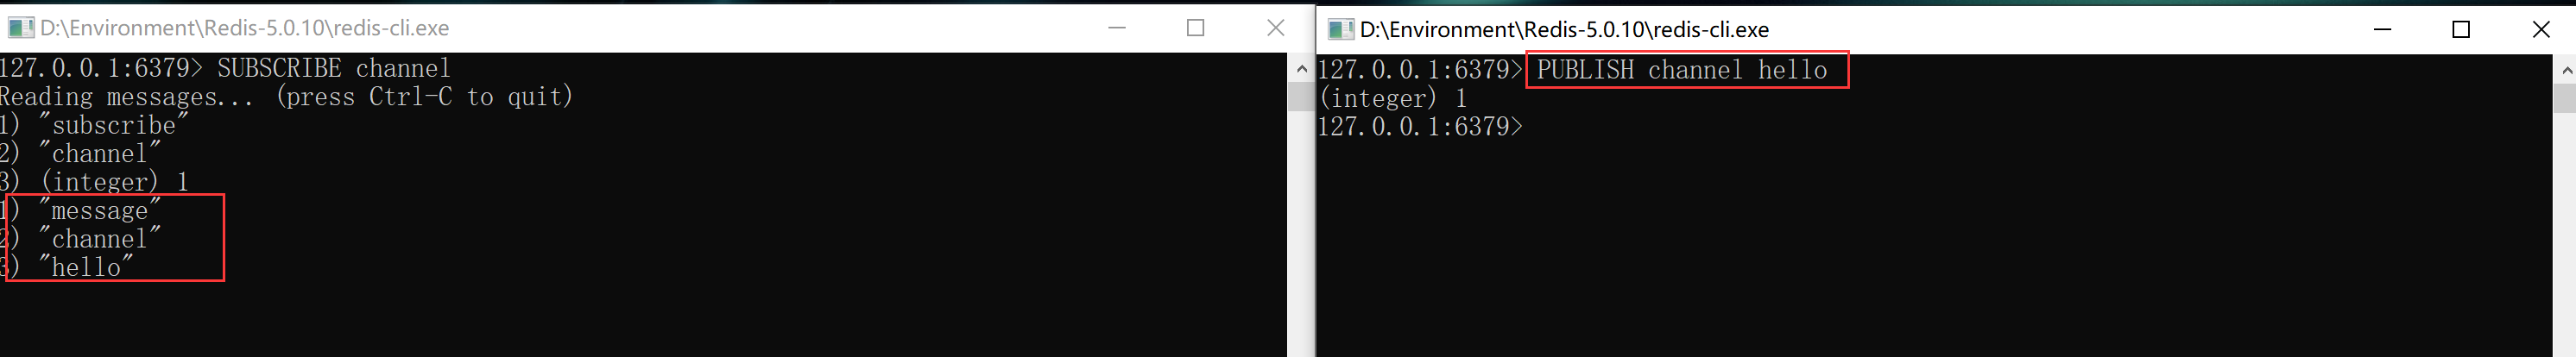 D:\Environment\Redis-5.0.10\redis-cli.exe
127.0.0.1:6379> SUBSCRIBE channel
Reading messages... (press Ctrl-C to quit)
1) "subscribe"
2) "channel"
3) (integer) 1
1) "message"
2) "channel"
3) "hello"
D:\Environment\Redis-5.0.10\redis-cli.exe
127.0.0.1:6379> PUBLISH channel hello
(integer) 1
127.0.0.1:6379>